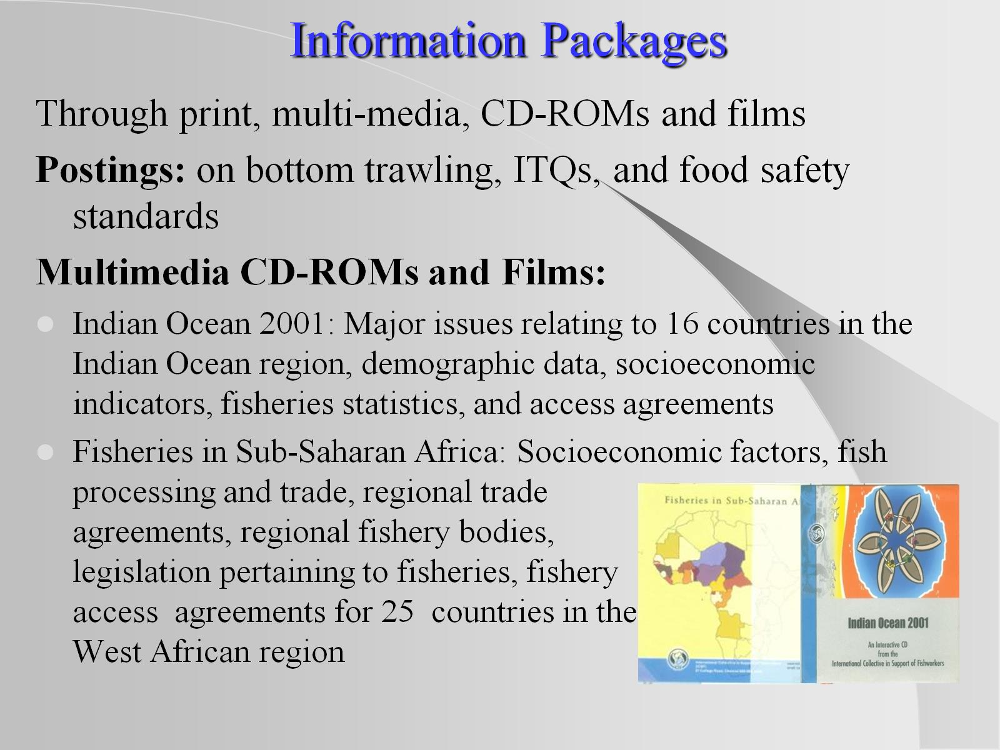 Information Packages
Through print, multi-media, CD-ROMs and films
Postings: on bottom trawling, ITQs, and food safety
standards
Multimedia CD-ROMs and Films:
Indian Ocean 2001: Major issues relating to 16 countries in the
Indian Ocean region, demographic data, socioeconomic
indicators, fisheries statistics, and access agreements
Fisheries in Sub-Saharan Africa: Socioeconomic factors, fish
processing and trade, regional trade
agreements, regional fishery bodies,
legislation pertaining to fisheries, fishery
access  agreements for 25  countries in the
West African region
Fisheries in Sub-Saharan A
Indian Ocean 2001
An Interactive CD
from the
International Collective in Support of Fishworkers
International Collective in Support